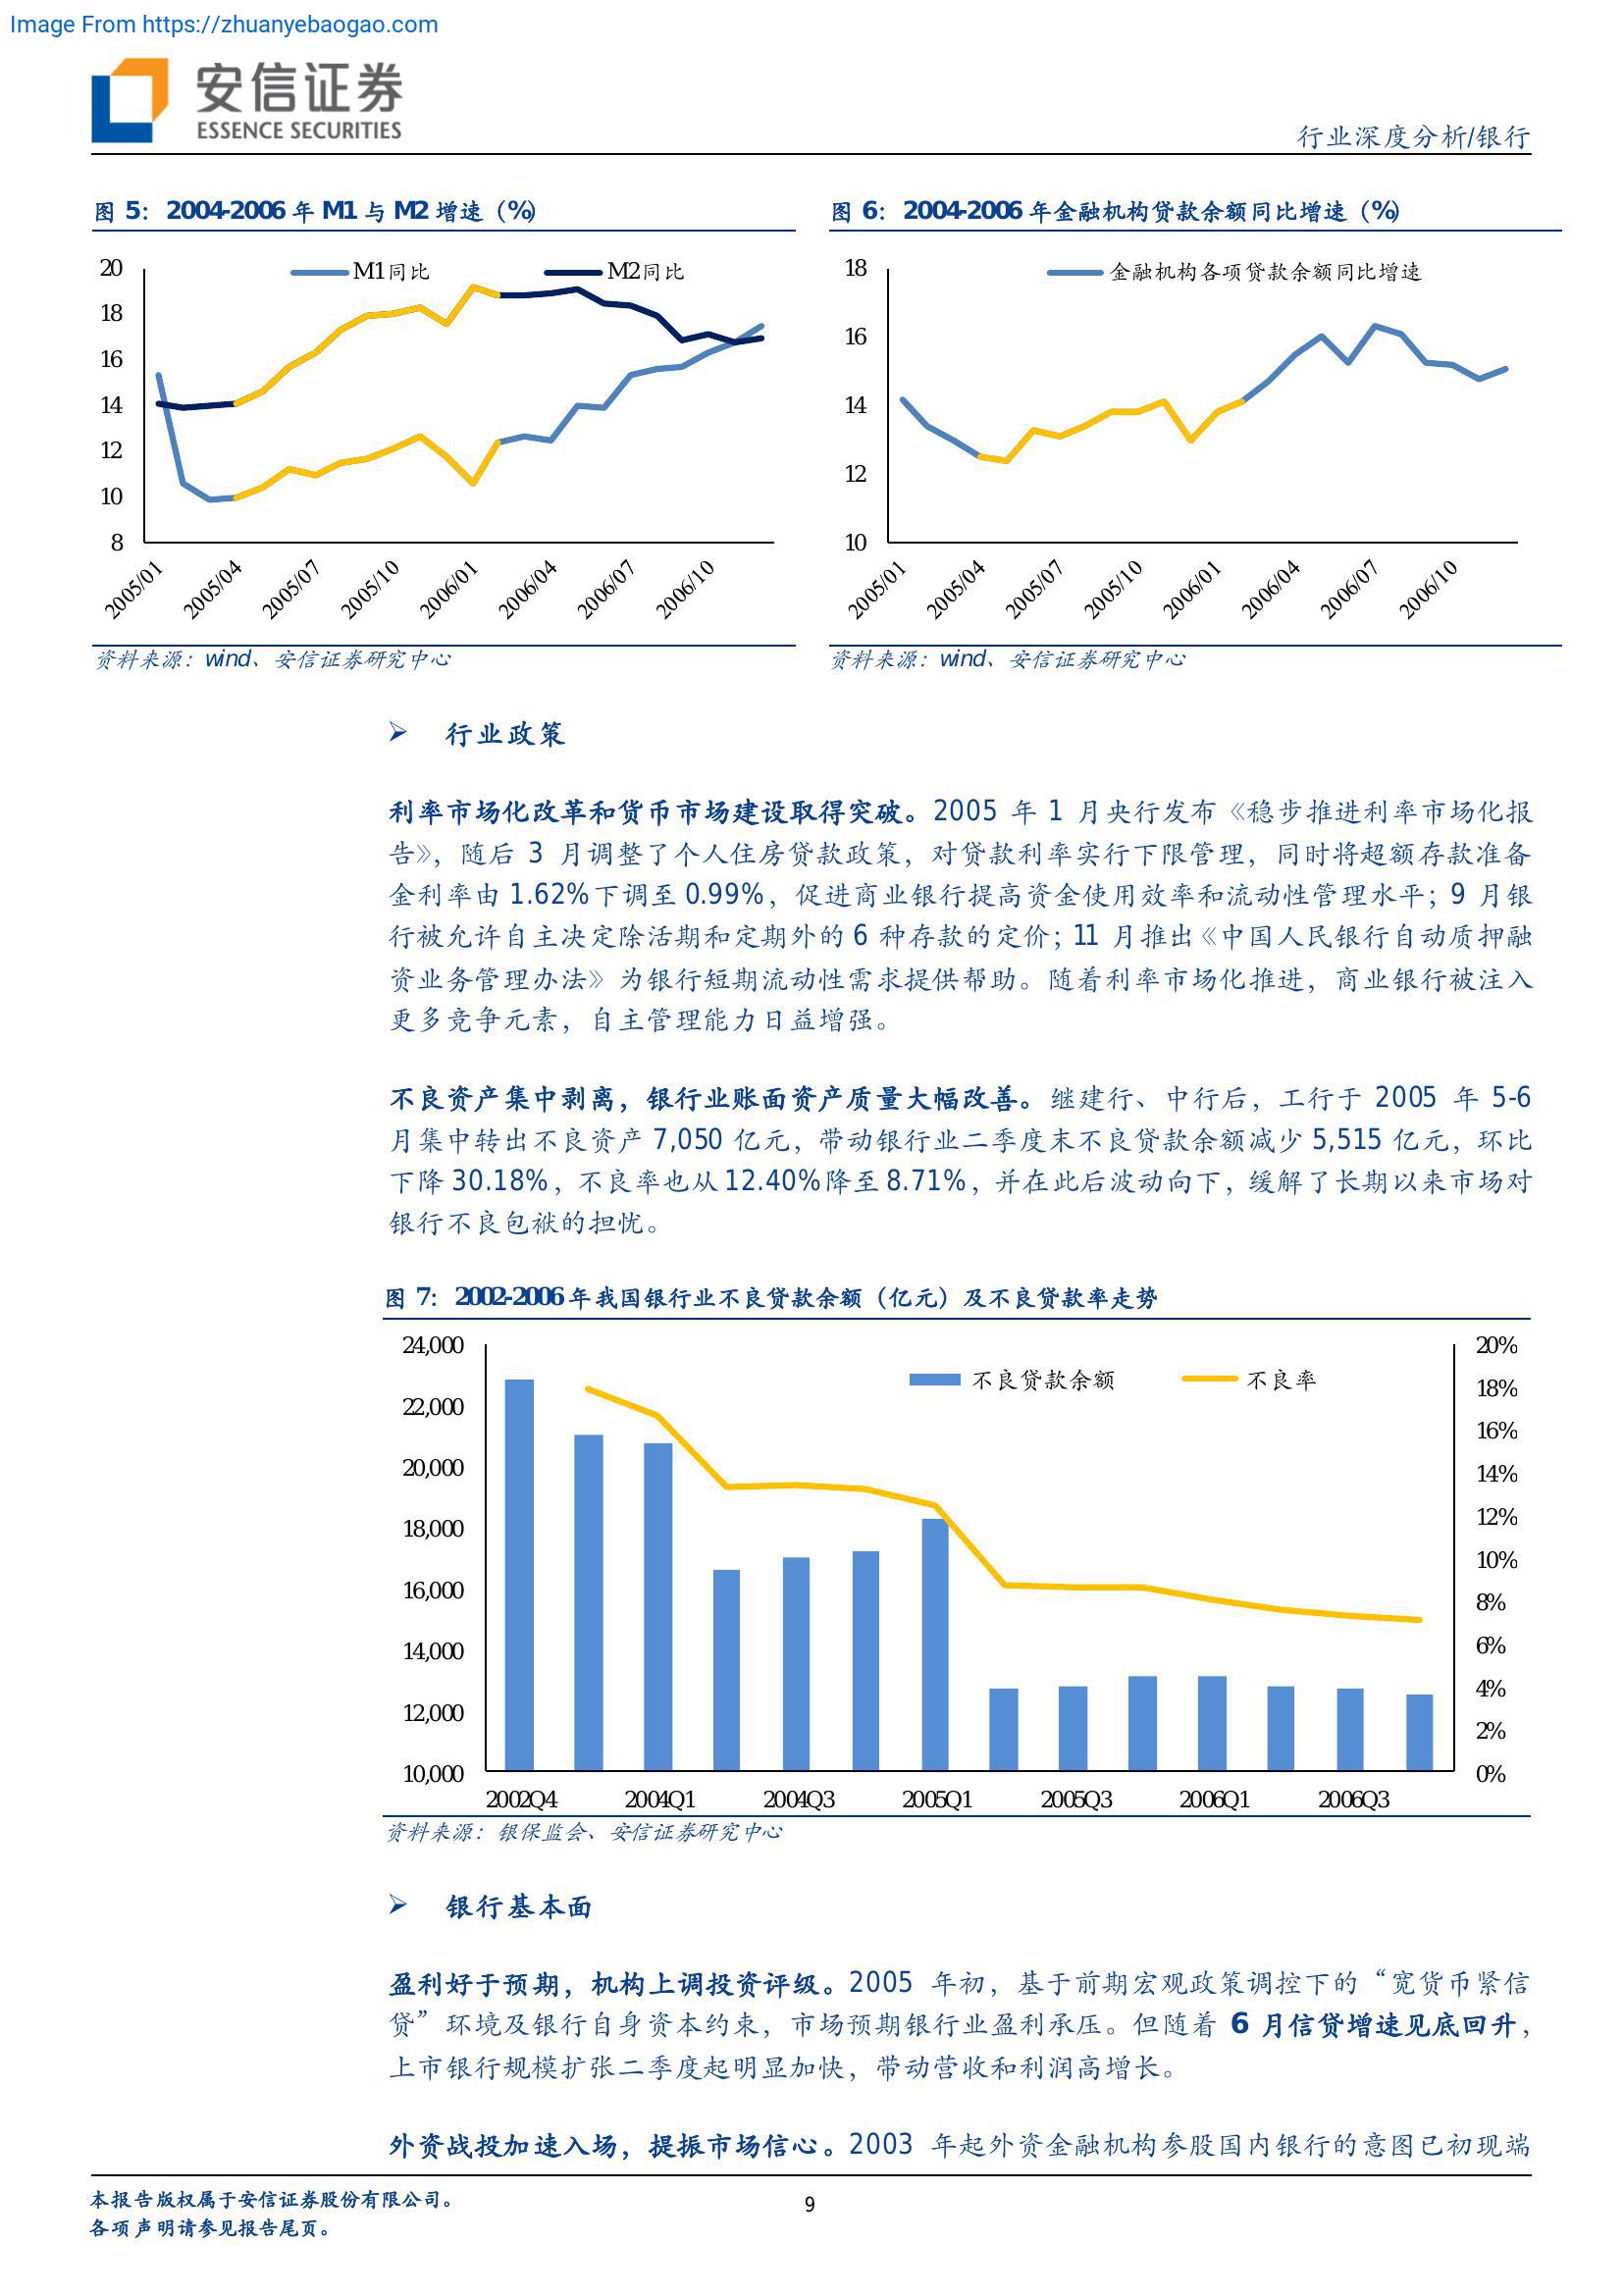 Image From https://zhuanyebaogao.com
安信证券
ESSENCE SECURITIES
行业深度分析/银行
图 5：2004-2006 年 M1 与 M2 增速（%）
M1同比
M2同比
20
18
16
14
12
10
8
2005/01
2005/04
2005/07
2005/10
2006/01
2006/04
2006/07
2006/10
资料来源：wind、安信证券研究中心
图 6：2004-2006 年金融机构贷款余额同比增速（%）
金融机构各项贷款余额同比增速
18
16
14
12
10
2005/01
2005/04
2005/07
2005/10
2006/01
2006/04
2006/07
2006/10
资料来源：wind、安信证券研究中心
➢ 行业政策
利率市场化改革和货币市场建设取得突破。2005 年 1 月央行发布《稳步推进利率市场化报
告》，随后 3 月调整了个人住房贷款政策，对贷款利率实行下限管理，同时将超额存款准备
金利率由 1.62%下调至 0.99%，促进商业银行提高资金使用效率和流动性管理水平；9 月银
行被允许自主决定除活期和定期外的 6 种存款的定价；11 月推出《中国人民银行自动质押融
资业务管理办法》为银行短期流动性需求提供帮助。随着利率市场化推进，商业银行被注入
更多竞争元素，自主管理能力日益增强。
不良资产集中剥离，银行业账面资产质量大幅改善。继建行、中行后，工行于 2005 年 5-6
月集中转出不良资产 7,050 亿元，带动银行业二季度末不良贷款余额减少 5,515 亿元，环比
下降 30.18%，不良率也从 12.40%降至 8.71%，并在此后波动向下，缓解了长期以来市场对
银行不良包袱的担忧。
图 7：2002-2006 年我国银行业不良贷款余额（亿元）及不良贷款率走势
不良贷款余额
不良率
24,000
22,000
20,000
18,000
16,000
14,000
12,000
10,000
20%
18%
16%
14%
12%
10%
8%
6%
4%
2%
0%
2002Q4
2004Q1
2004Q3
2005Q1
2005Q3
2006Q1
2006Q3
资料来源：银保监会、安信证券研究中心
➢ 银行基本面
盈利好于预期，机构上调投资评级。2005 年初，基于前期宏观政策调控下的“宽货币紧信
贷”环境及银行自身资本约束，市场预期银行业盈利承压。但随着 6 月信贷增速见底回升，
上市银行规模扩张二季度起明显加快，带动营收和利润高增长。
外资战投加速入场，提振市场信心。2003 年起外资金融机构参股国内银行的意图已初现端
本报告版权属于安信证券股份有限公司。
各项声明请参见报告尾页。
9